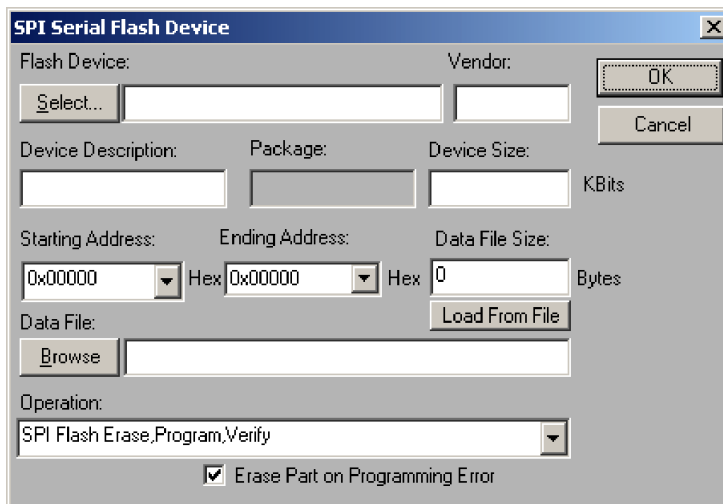 SPI Serial Flash Device
Flash Device:
Vendor:
Select...
OK
Cancel
Device Description:
Package:
Device Size:
KBits
Starting Address:
Ending Address:
Data File Size:
0x00000
Hex
0x00000
Hex
0
Bytes
Load From File
Data File:
Browse
Operation:
SPI Flash Erase,Program,Verify
Erase Part on Programming Error